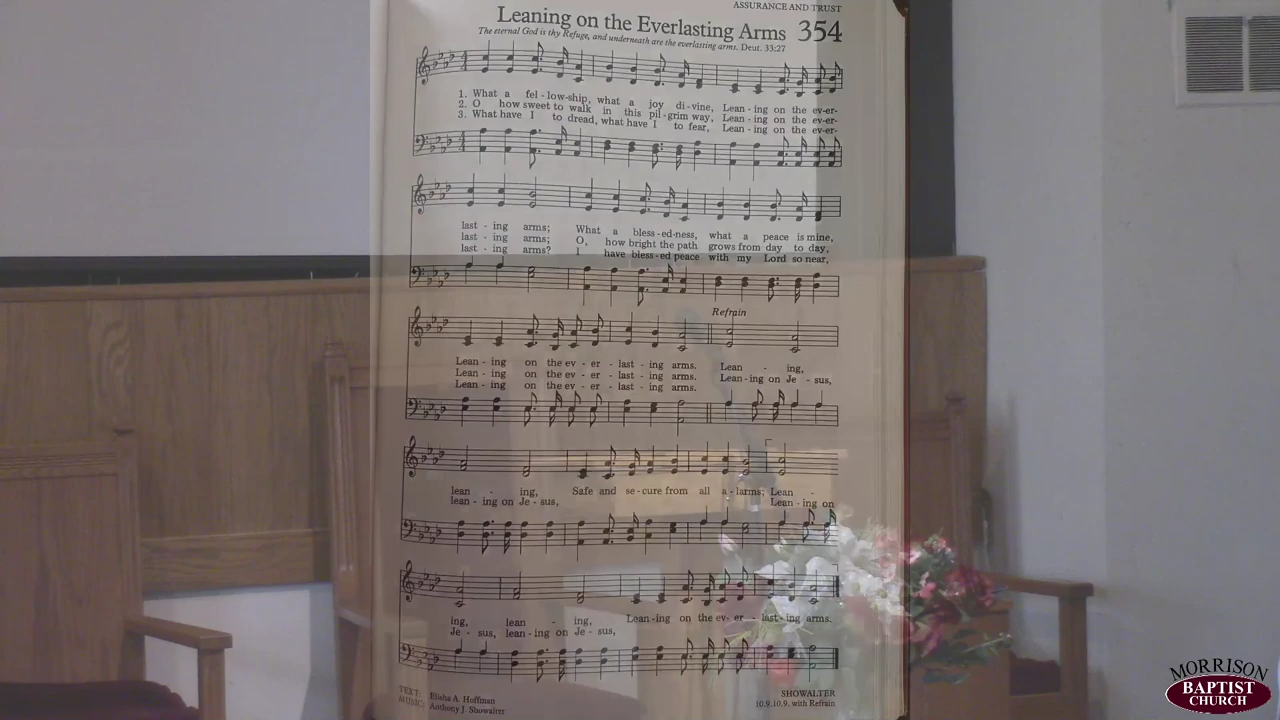 ASSURANCE AND TRUST
Leaning on the Everlasting Arms 354
The eternal God is thy Refuge, and underneath are the everlasting arms. Deut. 33:27
1. What a fel - low-ship, what a joy di - vine, Lean - ing on the ev-er-
2. O how sweet to walk in this pil - grim way, Lean - ing on the ev-er-
3. What have I to dread, what have I to fear, Lean - ing on the ev-er-
last - ing arms; What a bless - ed-ness, what a peace is mine,
last - ing arms; O, how bright the path grows from day to day,
last - ing arms? I have bless - ed peace with my Lord so near,
Refrain
Lean - ing on the ev - er - last - ing arms. Lean - ing,
Lean - ing on the ev - er - last - ing arms. Lean - ing on Je - sus,
Lean - ing on the ev - er - last - ing arms.
lean - ing, Safe and se - cure from all a - larms; Lean -
lean - ing on Je - sus, Lean - ing on
ing, lean - ing, Lean - ing on the ev - er - last - ing arms.
Je - sus, lean - ing on Je - sus,
TEXT: Elisha A. Hoffman
MUSIC: Anthony J. Showalter
SHOWALTER
10.9.10.9. with Refrain
MORRISON
BAPTIST
CHURCH